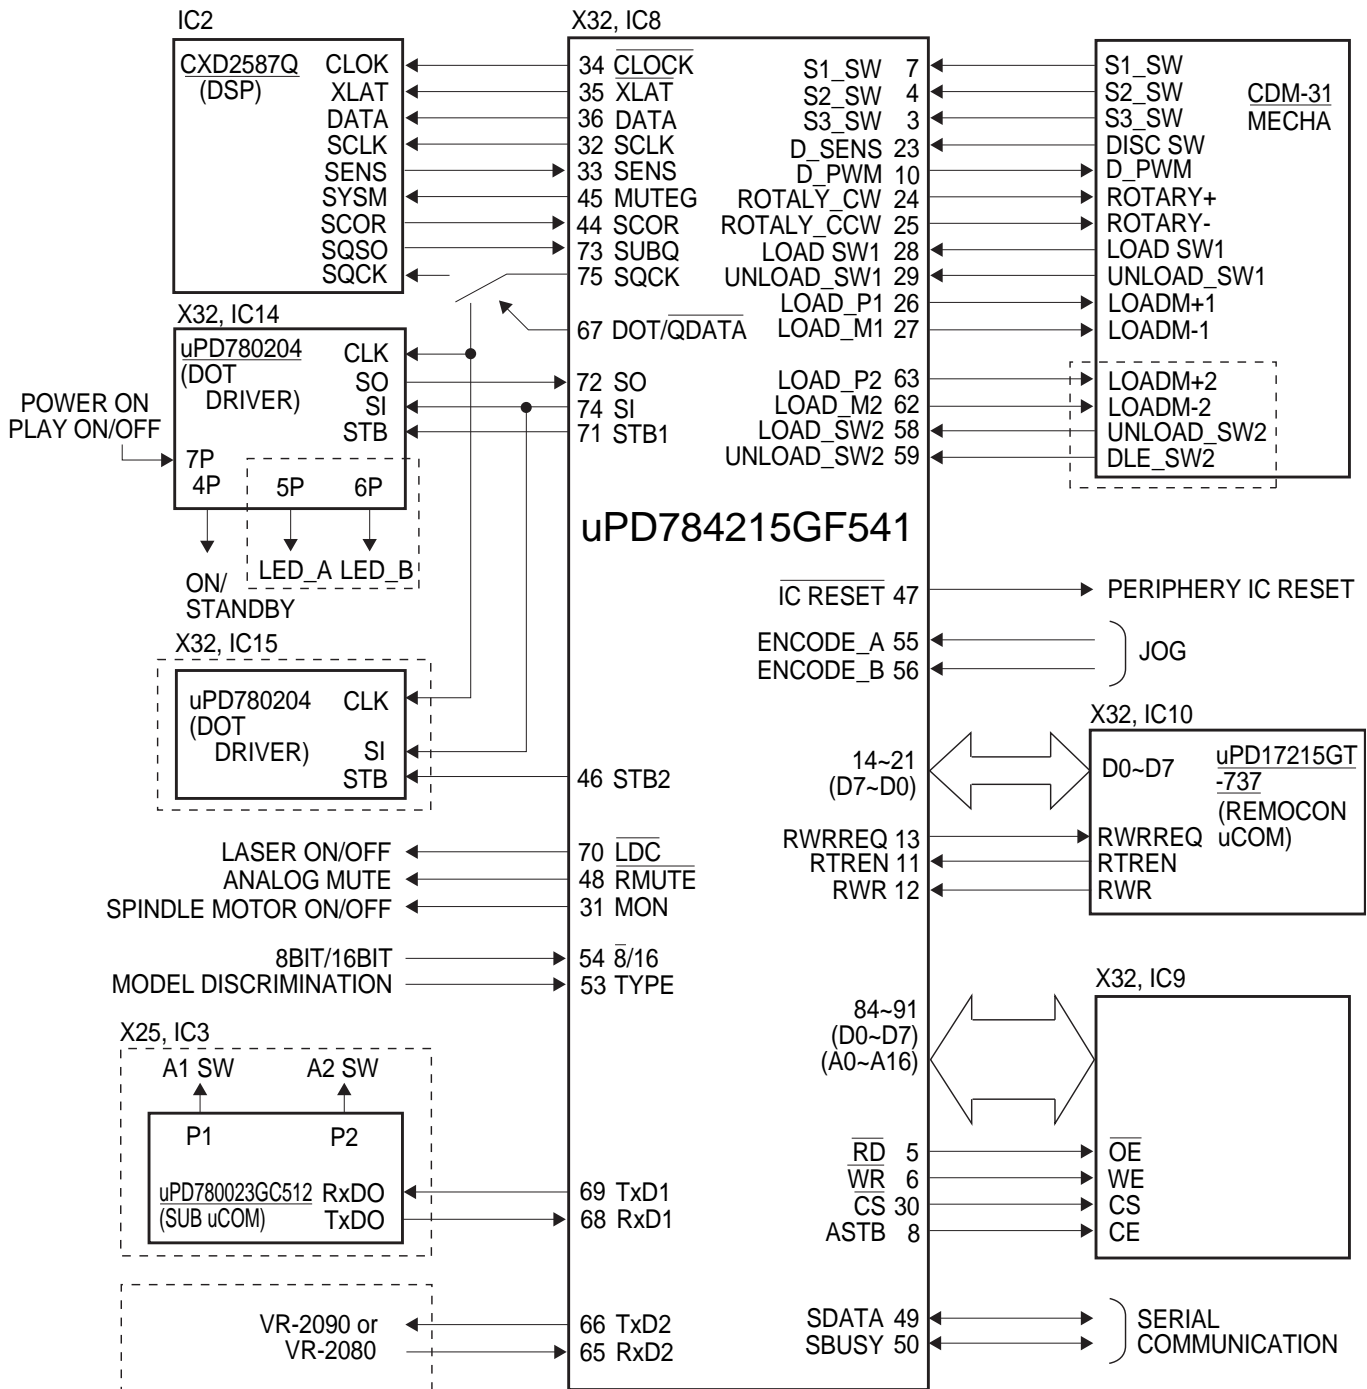 IC2
CXD2587Q
(DSP)
CLOK
XLAT
DATA
SCLK
SENS
SYSM
SCOR
SQSO
SQCK
X32, IC14
uPD780204
(DOT
DRIVER)
CLK
SO
SI
STB
POWER ON
PLAY ON/OFF
7P
4P
5P
6P
LED_A LED_B
ON/
STANDBY
X32, IC15
uPD780204
(DOT
DRIVER)
CLK
SI
STB
LASER ON/OFF
ANALOG MUTE
SPINDLE MOTOR ON/OFF
8BIT/16BIT
MODEL DISCRIMINATION
X25, IC3
A1 SW
A2 SW
P1
P2
uPD780023GC512
(SUB uCOM)
RxDO
TxDO
VR-2090 or
VR-2080
X32, IC8
34 CLOCK
35 XLAT
36 DATA
32 SCLK
33 SENS
45 MUTEG
44 SCOR
73 SUBQ
75 SQCK
67 DOT/QDATA
72 SO
74 SI
71 STB1
uPD784215GF541
46 STB2
70 LDC
48 RMUTE
31 MON
54 8/16
53 TYPE
69 TxD1
68 RxD1
66 TxD2
65 RxD2
S1_SW 7
S2_SW 4
S3_SW 3
D_SENS 23
D_PWM 10
ROTALY_CW 24
ROTALY_CCW 25
LOAD SW1 28
UNLOAD_SW1 29
LOAD_P1 26
LOAD_M1 27
LOAD_P2 63
LOAD_M2 62
LOAD_SW2 58
UNLOAD_SW2 59
IC RESET 47
ENCODE_A 55
ENCODE_B 56
14~21
(D7~D0)
RWRREQ 13
RTREN 11
RWR 12
84~91
(D0~D7)
(A0~A16)
RD 5
WR 6
CS 30
ASTB 8
SDATA 49
SBUSY 50
S1_SW
S2_SW
S3_SW
DISC SW
D_PWM
ROTARY+
ROTARY-
LOAD SW1
UNLOAD_SW1
LOADM+1
LOADM-1
LOADM+2
LOADM-2
UNLOAD_SW2
DLE_SW2
CDM-31
MECHA
PERIPHERY IC RESET
JOG
X32, IC10
D0~D7
uPD17215GT
-737
(REMOCON
uCOM)
RWRREQ
RTREN
RWR
X32, IC9
OE
WE
CS
CE
SERIAL
COMMUNICATION